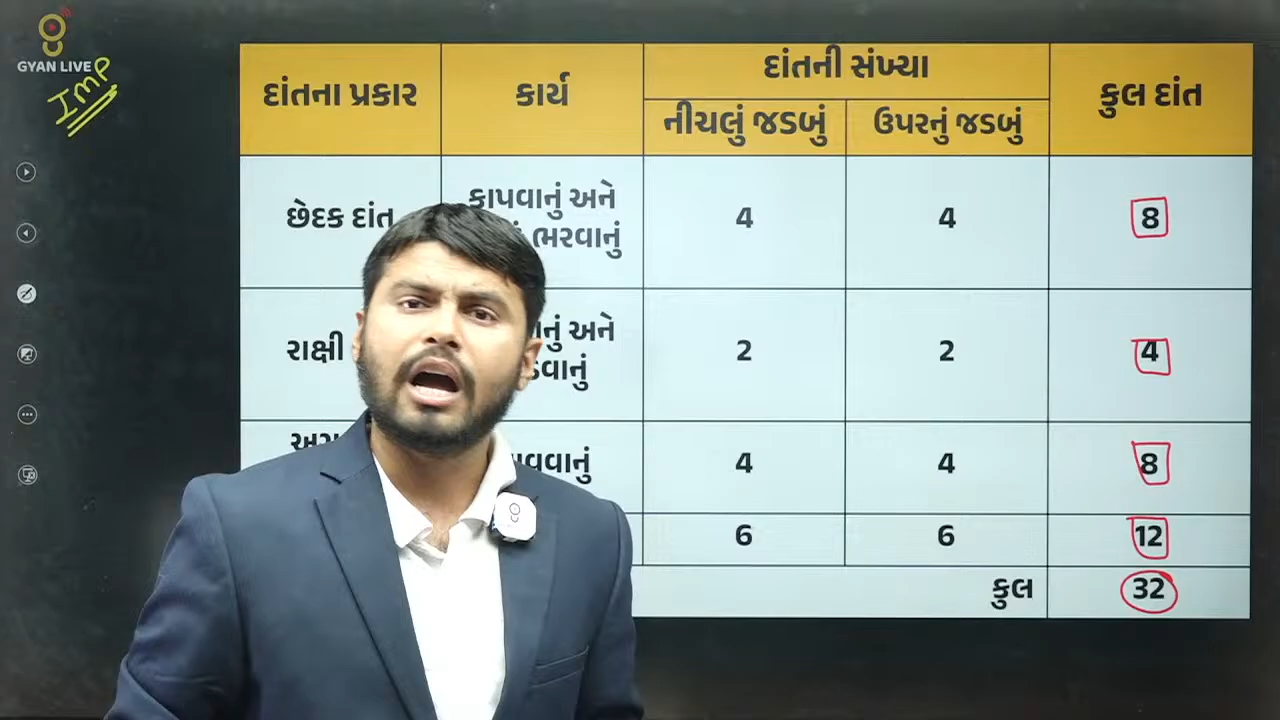 GYAN LIVE
IMP
દાંતના પ્રકાર
કાર્ય
દાંતની સંખ્યા
નીચલું જડબું
ઉપરનું જડબું
કુલ દાંત
છેદક દાંત
કાપવાનું અને
ભરવાનું
4
4
8
રાક્ષી
અને
2
2
4
4
4
8
6
6
12
કુલ
32